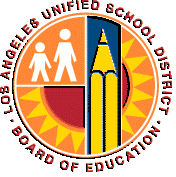 LOS ANGELES UNIFIED SCHOOL DISTRICT
BOARD OF EDUCATION